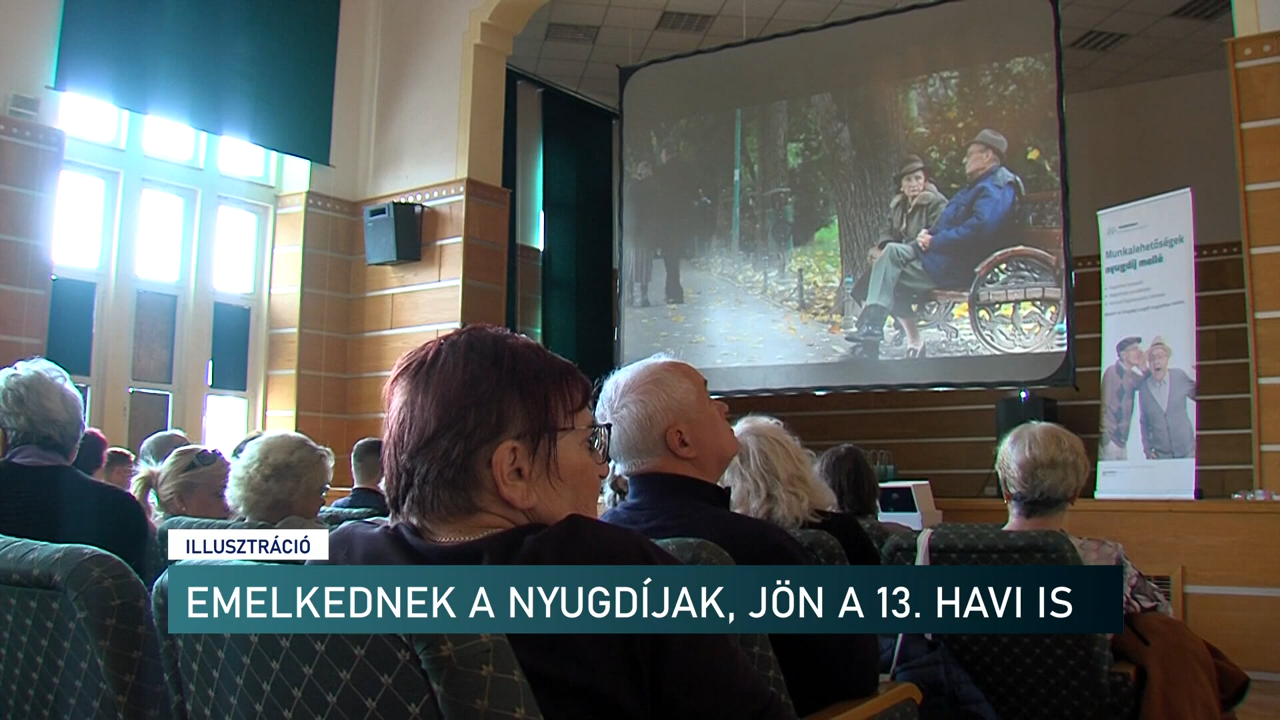 Munkalehetőségek
nyugdíj mellé
ILLUSZTRÁCIÓ
EMELKEDNEK A NYUGDÍJAK, JÖN A 13. HAVI IS